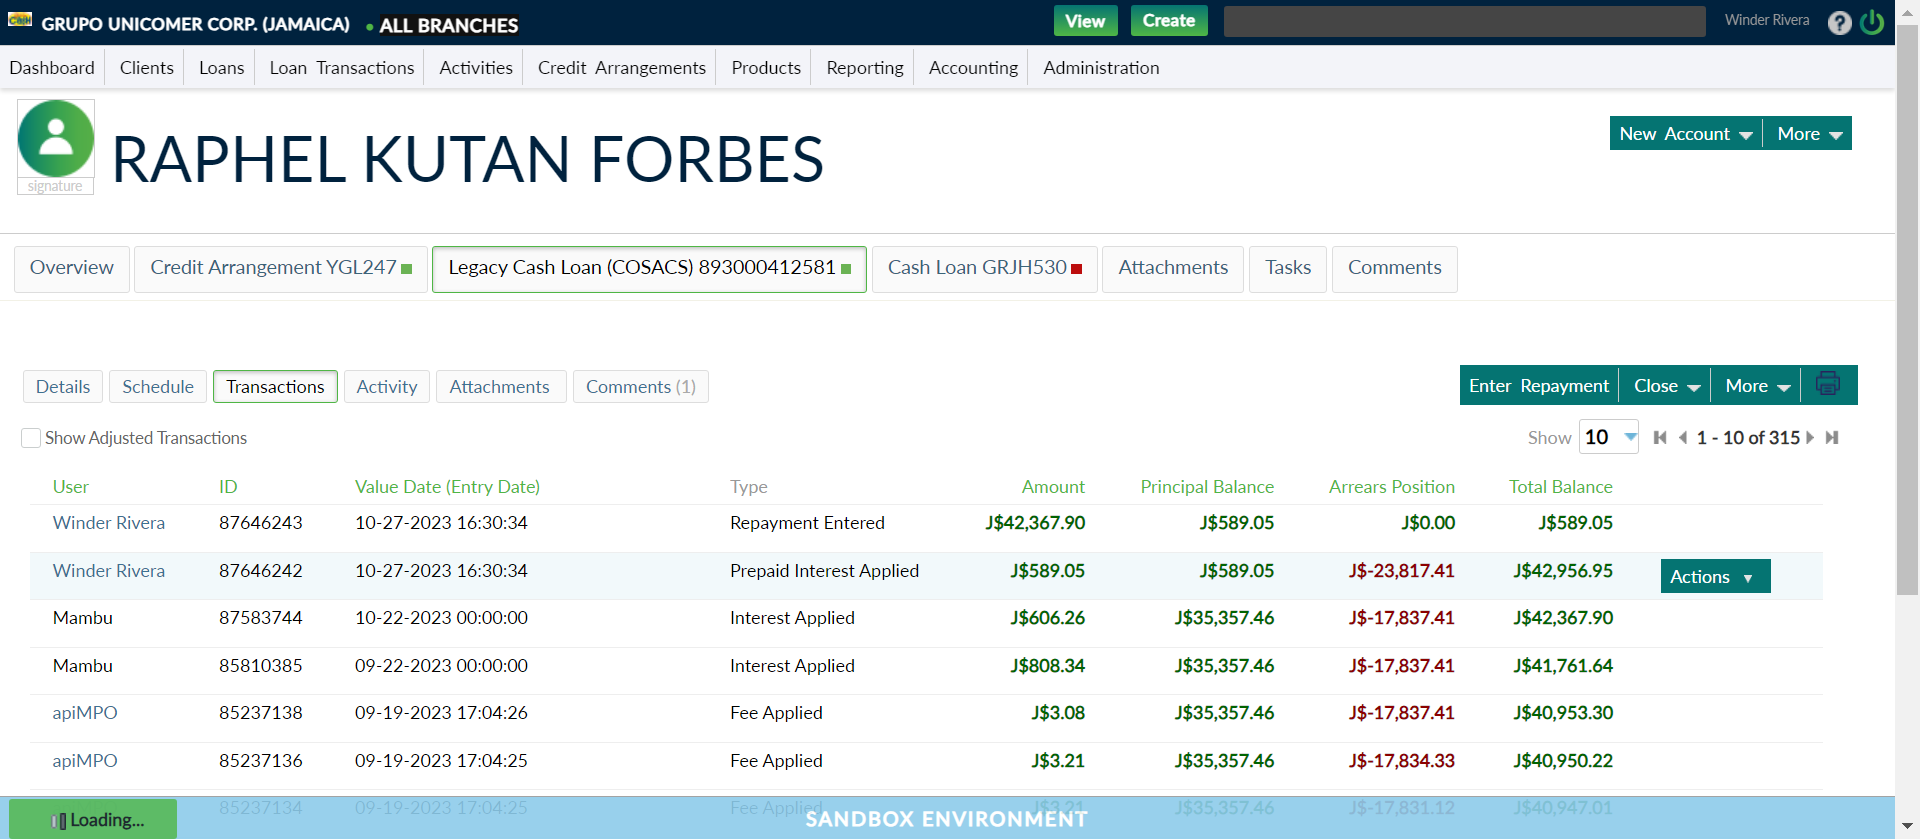 Cash GRUPO UNICOMER CORP. (JAMAICA) ● ALL BRANCHES View Create Winder Rivera ?
Dashboard Clients Loans Loan Transactions Activities Credit Arrangements Products Reporting Accounting Administration
RAPHEL KUTAN FORBES
New Account More
signature
Overview Credit Arrangement YGL247 Legacy Cash Loan (COSACS) 893000412581 Cash Loan GRJH530 Attachments Tasks Comments
Details Schedule Transactions Activity Attachments Comments (1) Enter Repayment Close More
Show Adjusted Transactions Show 10 1 - 10 of 315
User ID Value Date (Entry Date) Type Amount Principal Balance Arrears Position Total Balance
Winder Rivera 87646243 10-27-2023 16:30:34 Repayment Entered J$42,367.90 J$589.05 J$0.00 J$589.05
Winder Rivera 87646242 10-27-2023 16:30:34 Prepaid Interest Applied J$589.05 J$589.05 J$-23,817.41 J$42,956.95 Actions ▼
Mambu 87583744 10-22-2023 00:00:00 Interest Applied J$606.26 J$35,357.46 J$-17,837.41 J$42,367.90
Mambu 85810385 09-22-2023 00:00:00 Interest Applied J$808.34 J$35,357.46 J$-17,837.41 J$41,761.64
apiMPO 85237138 09-19-2023 17:04:26 Fee Applied J$3.08 J$35,357.46 J$-17,837.41 J$40,953.30
apiMPO 85237136 09-19-2023 17:04:25 Fee Applied J$3.21 J$35,357.46 J$-17,834.33 J$40,950.22
85237134 09-19-2023 17:04:25 Fee Applied J$3.21 J$35,357.46 J$-17,831.12 J$40,947.01
Loading... SANDBOX ENVIRONMENT